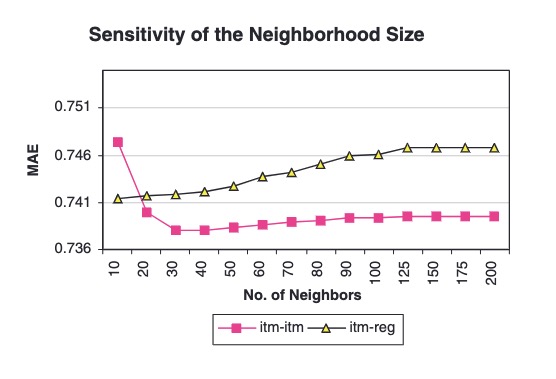 Sensitivity of the Neighborhood Size
MAE
0.751
0.746
0.741
0.736
10 20 30 40 50 60 70 80 90 100 125 150 175 200
No. of Neighbors
itm-itm itm-reg